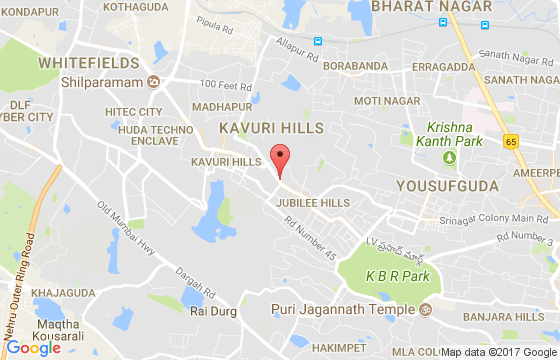 KONDAPUR
KOTHAGUDA
BHARAT NAGAR
Pipula Rd
Allapur Rd
Sanath Nagar Rd
WHITEFIELDS
Shilparamam
100 Feet Rd
BORABANDA
ERRAGADDA
SANATH NAGAR
MADHAPUR
MOTI NAGAR
DLF
CYBER CITY
HITEC CITY
HUDA TECHNO
ENCLAVE
KAVURI HILLS
Krishna
Kanth Park
65
KAVURI HILLS
AMEERPE
YOUSUFGUDA
JUBILEE HILLS
Srinagar Colony Main Rd
Old Mumbai Hwy
Rd Number 45
LV ప్రసాద్ మార్గ్
Rd Number 3
Nehru Outer Ring Road
Dargah Rd
K B R Park
KHAJAGUDA
Rai Durg
Puri Jagannath Temple
BANJARA HILLS
Maqtha
Kousarali
HAKIMPET
MLA COLONY
Google
Map data ©2017 Google